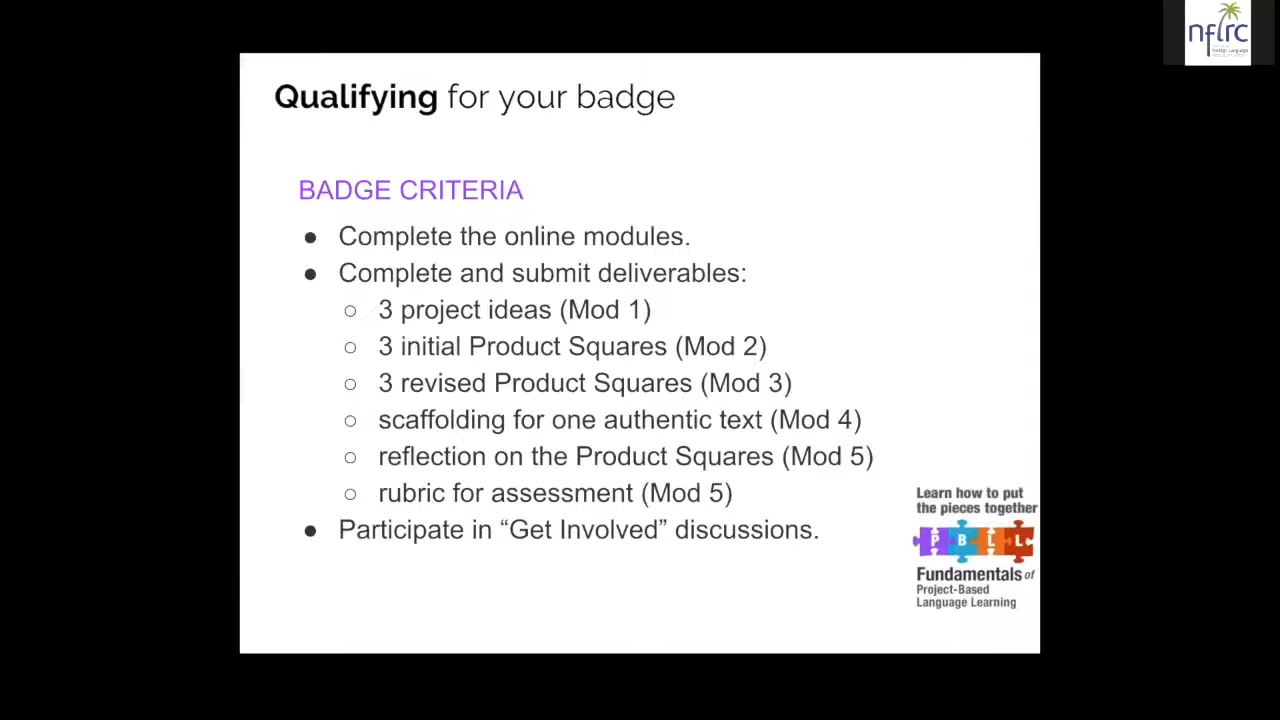 nflrc
Foreign Language
Qualifying for your badge
BADGE CRITERIA
● Complete the online modules.
● Complete and submit deliverables:
○ 3 project ideas (Mod 1)
○ 3 initial Product Squares (Mod 2)
○ 3 revised Product Squares (Mod 3)
○ scaffolding for one authentic text (Mod 4)
○ reflection on the Product Squares (Mod 5)
○ rubric for assessment (Mod 5)
● Participate in “Get Involved” discussions.
Learn how to put
the pieces together
P B L L
Fundamentals of
Project-Based
Language Learning